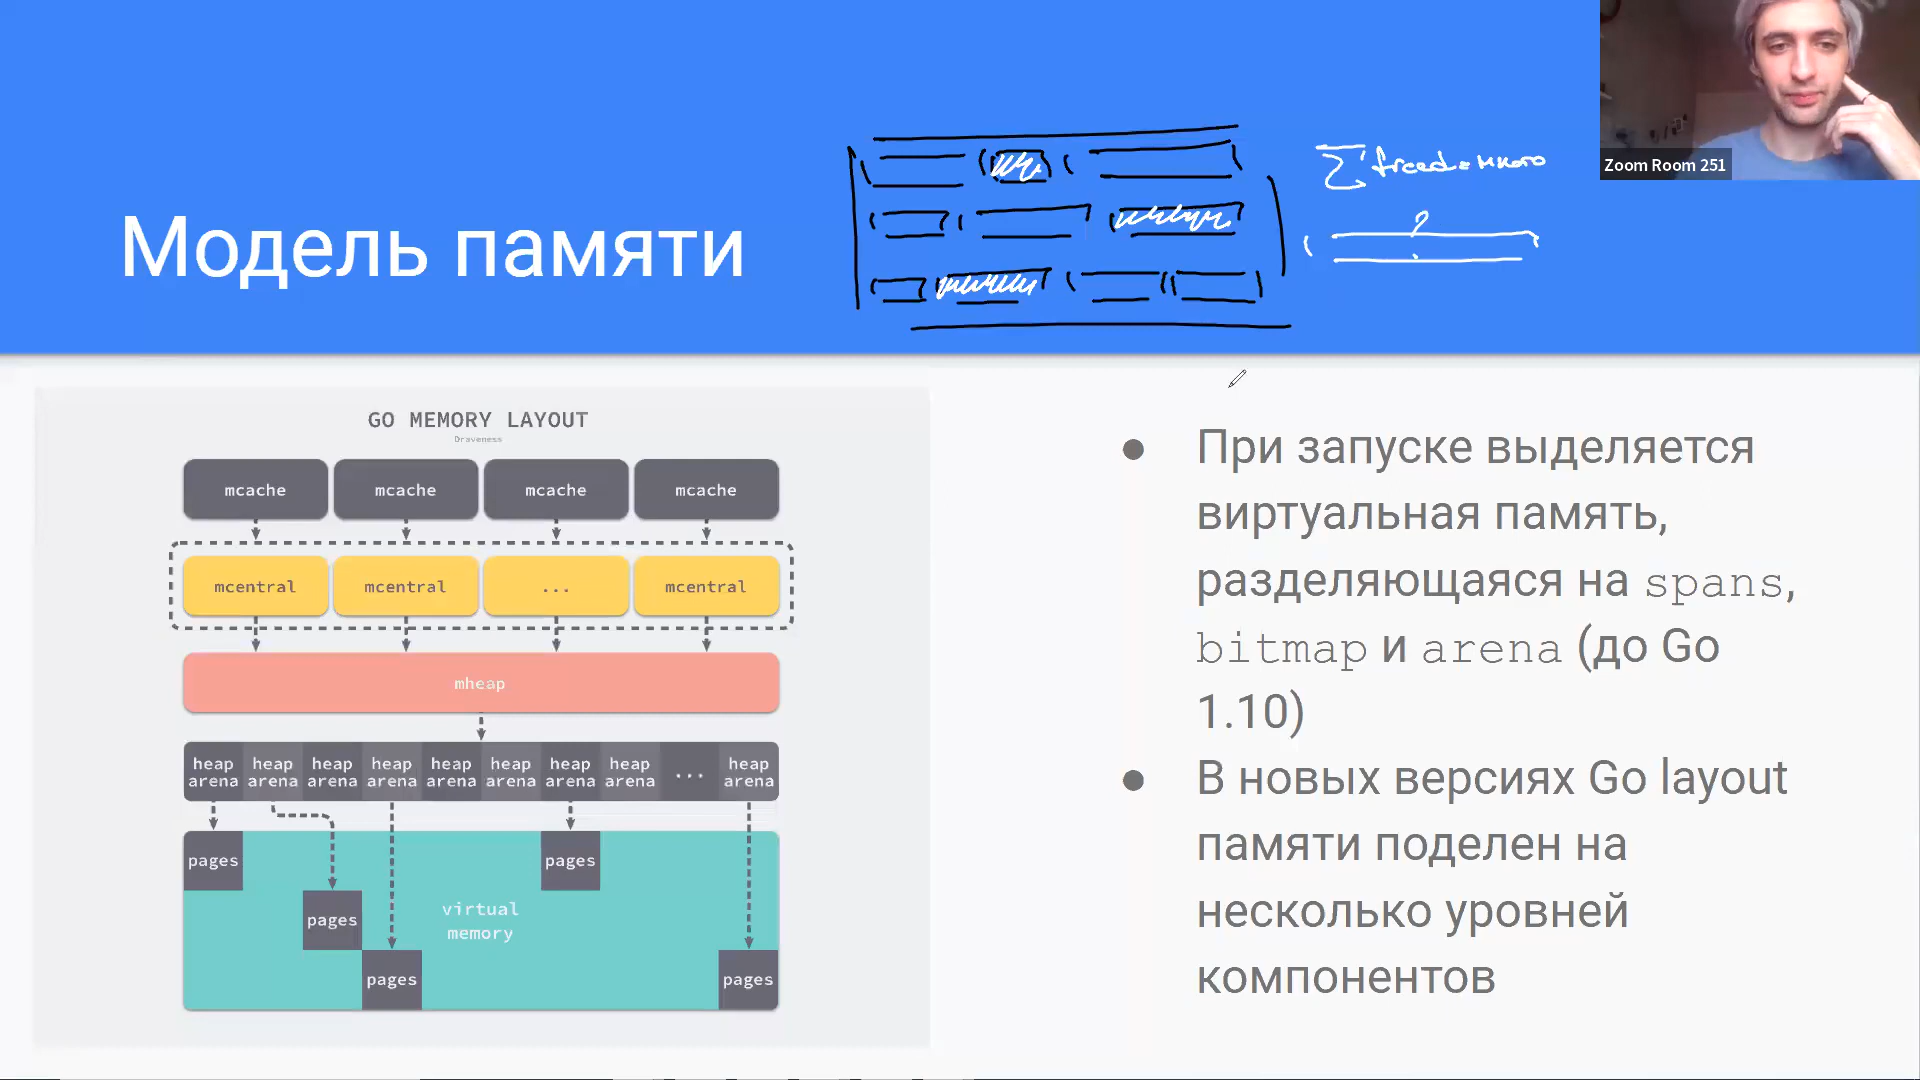 Zoom Room 251
∑ freed = много
?
Модель памяти
GO MEMORY LAYOUT
Draveness
mcache mcache mcache mcache
mcentral mcentral ... mcentral
mheap
heap heap heap heap heap heap heap heap ... heap
arena arena arena arena arena arena arena arena arena
pages pages
pages
virtual
memory
pages pages
● При запуске выделяется
виртуальная память,
разделяющаяся на spans,
bitmap и arena (до Go
1.10)
● В новых версиях Go layout
памяти поделен на
несколько уровней
компонентов